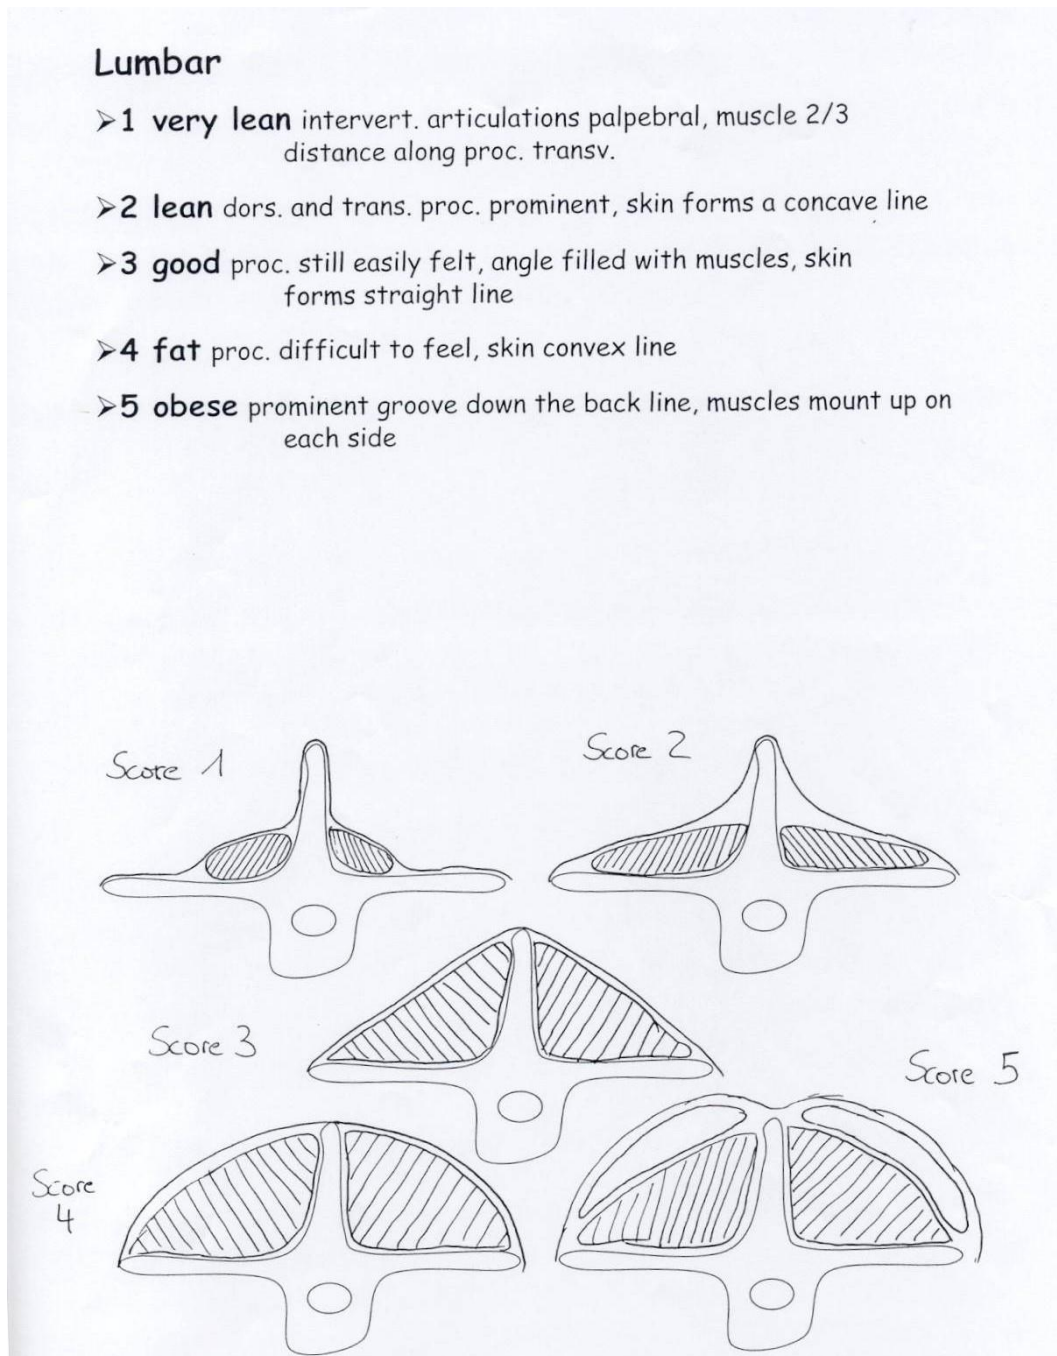 Lumbar
➢1 very lean intervert. articulations palpebral, muscle 2/3
distance along proc. transv.
➢2 lean dors. and trans. proc. prominent, skin forms a concave line
➢3 good proc. still easily felt, angle filled with muscles, skin
forms straight line
➢4 fat proc. difficult to feel, skin convex line
➢5 obese prominent groove down the back line, muscles mount up on
each side
Score 1
Score 2
Score 3
Score 5
Score
4